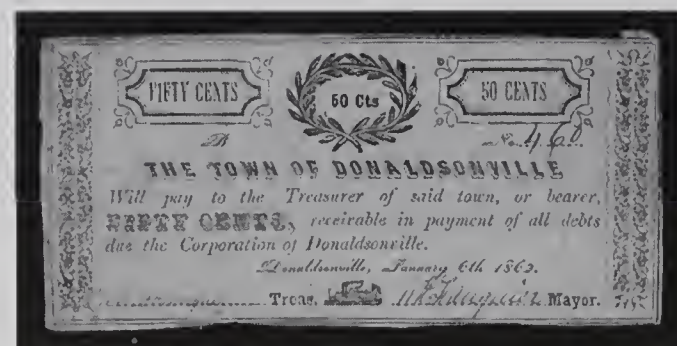 FIFTY CENTS 50 Cts 50 CENTS
B No. 460
THE TOWN OF DONALDSONVILLE
Will pay to the Treasurer of said town, or bearer,
FIFTY CENTS, receivable in payment of all debts
due the Corporation of Donaldsonville.
Donaldsonville, January 6th 1862.
Treas. Mayor.